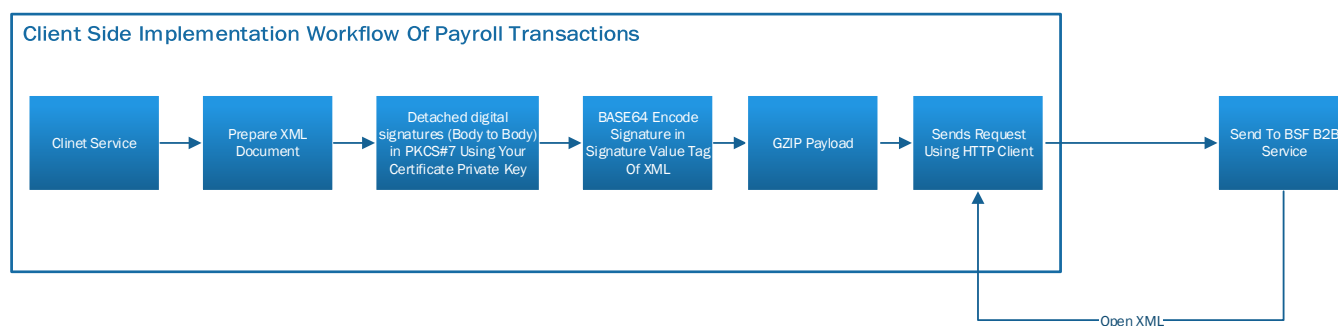 Client Side Implementation Workflow Of Payroll Transactions
Clinet Service
Prepare XML
Document
Detached digital
signatures (Body to Body)
in PKCS#7 Using Your
Certificate Private Key
BASE64 Encode
Signature in
Signature Value Tag
Of XML
GZIP Payload
Sends Request
Using HTTP Client
Send To BSF B2B
Service
Open XML